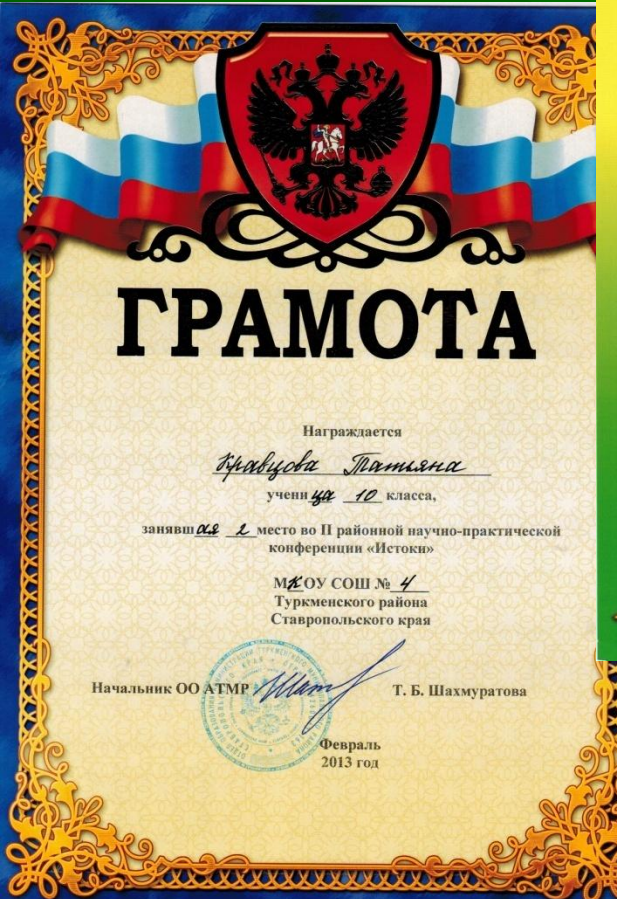 ГРАМОТА
Награждается
Кравцова Татьяна
ученица 10 класса,
занявшая 2 место во II районной научно-практической
конференции «Истоки»
МКОУ СОШ № 4
Туркменского района
Ставропольского края
Начальник ОО АТМР Т. Б. Шахмуратова
Февраль
2013 год